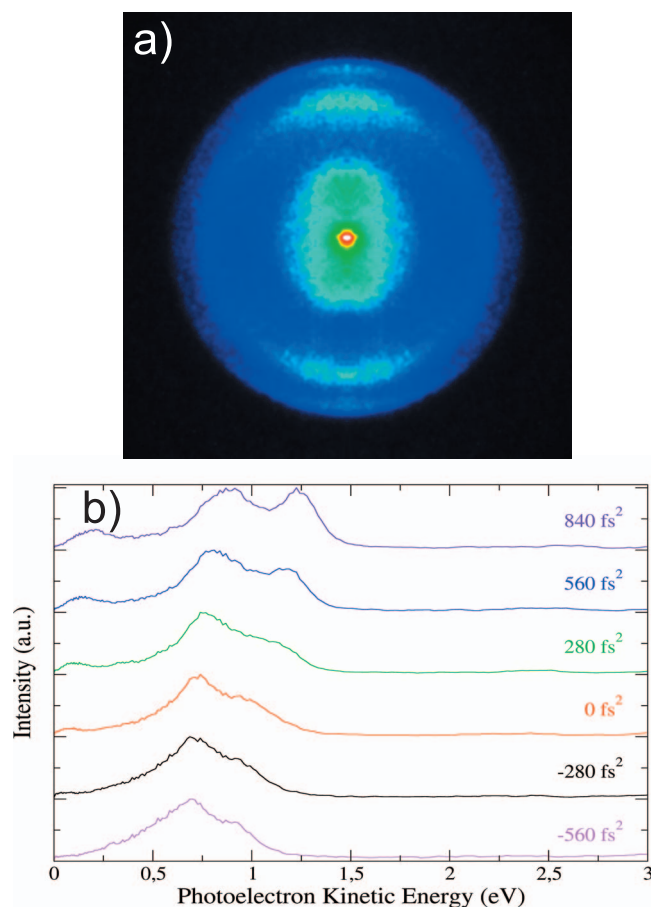 a)
b)
840 fs²
560 fs²
280 fs²
0 fs²
-280 fs²
-560 fs²
Intensity (a.u.)
0 0,5 1 1,5 2 2,5 3
Photoelectron Kinetic Energy (eV)